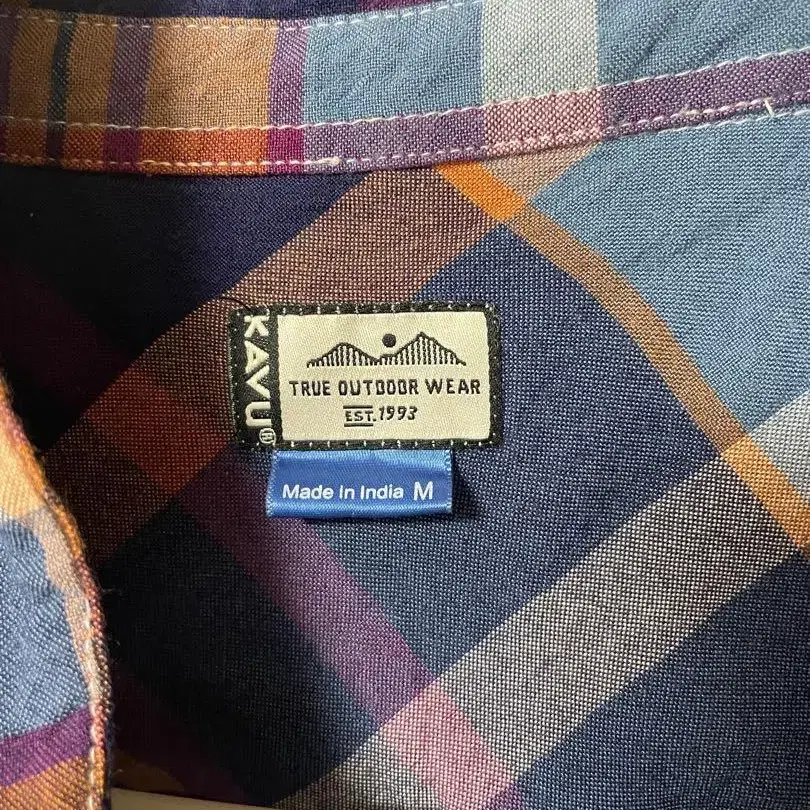 KAVU®
TRUE OUTDOOR WEAR
EST. 1993
Made in India M